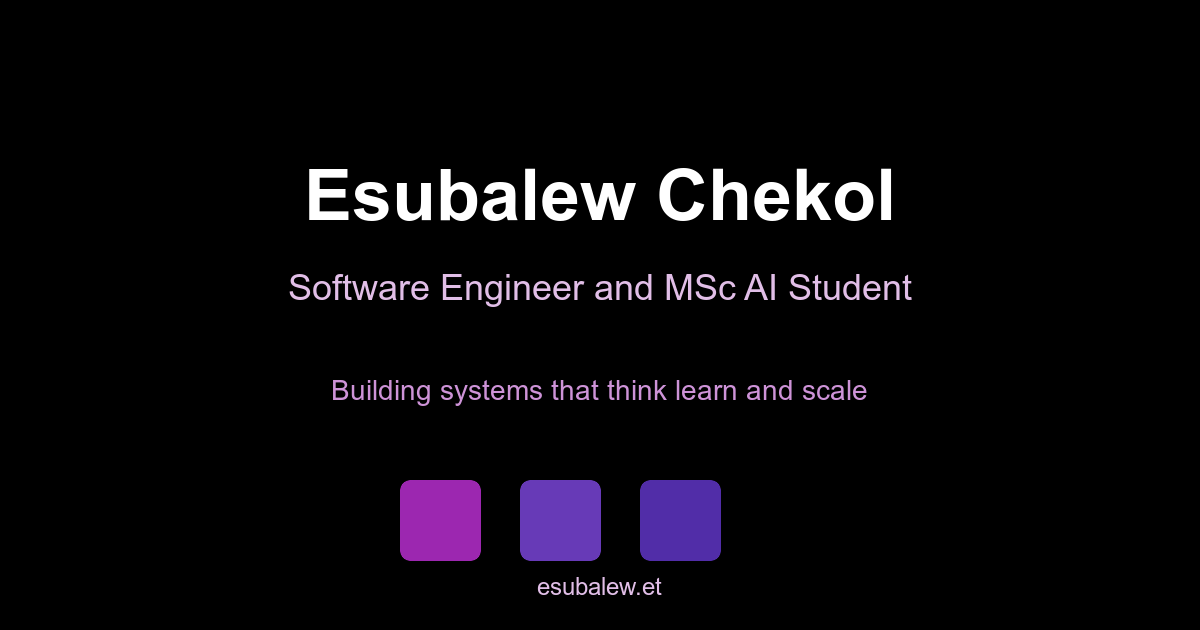 Esubalew Chekol
Software Engineer and MSc AI Student
Building systems that think learn and scale
esubalew.et